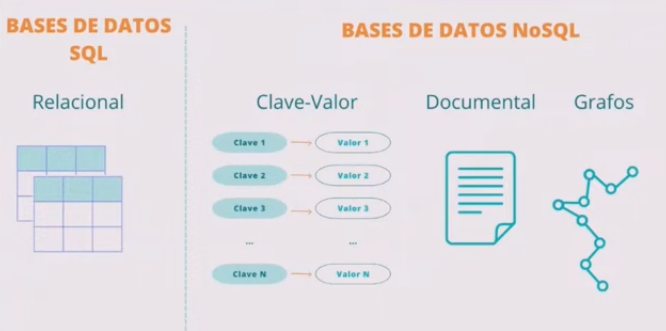 BASES DE DATOS
SQL
BASES DE DATOS NoSQL
Relacional
Clave-Valor
Documental
Grafos
Clave 1
Valor 1
Clave 2
Valor 2
Clave 3
Valor 3
...
...
Clave N
Valor N